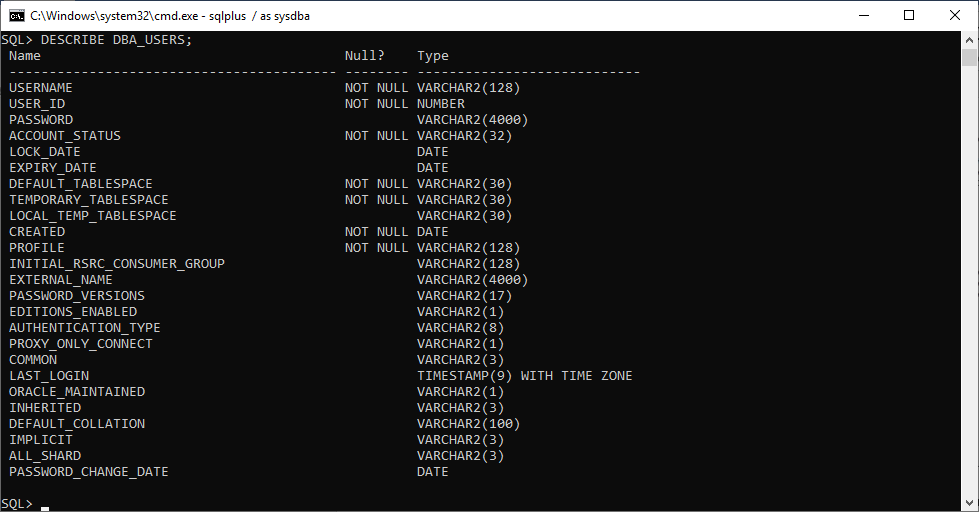 C:\Windows\system32\cmd.exe - sqlplus  / as sysdba
SQL> DESCRIBE DBA_USERS;
 Name                                      Null?    Type
 ----------------------------------------- -------- ----------------------------
 USERNAME                                  NOT NULL VARCHAR2(128)
 USER_ID                                   NOT NULL NUMBER
 PASSWORD                                           VARCHAR2(4000)
 ACCOUNT_STATUS                            NOT NULL VARCHAR2(32)
 LOCK_DATE                                          DATE
 EXPIRY_DATE                                        DATE
 DEFAULT_TABLESPACE                        NOT NULL VARCHAR2(30)
 TEMPORARY_TABLESPACE                      NOT NULL VARCHAR2(30)
 LOCAL_TEMP_TABLESPACE                              VARCHAR2(30)
 CREATED                                   NOT NULL DATE
 PROFILE                                   NOT NULL VARCHAR2(128)
 INITIAL_RSRC_CONSUMER_GROUP                        VARCHAR2(128)
 EXTERNAL_NAME                                      VARCHAR2(4000)
 PASSWORD_VERSIONS                                  VARCHAR2(17)
 EDITIONS_ENABLED                                   VARCHAR2(1)
 AUTHENTICATION_TYPE                                VARCHAR2(8)
 PROXY_ONLY_CONNECT                                 VARCHAR2(1)
 COMMON                                             VARCHAR2(3)
 LAST_LOGIN                                         TIMESTAMP(9) WITH TIME ZONE
 ORACLE_MAINTAINED                                  VARCHAR2(1)
 INHERITED                                          VARCHAR2(3)
 DEFAULT_COLLATION                                  VARCHAR2(100)
 IMPLICIT                                           VARCHAR2(3)
 ALL_SHARD                                          VARCHAR2(3)
 PASSWORD_CHANGE_DATE                               DATE
SQL>